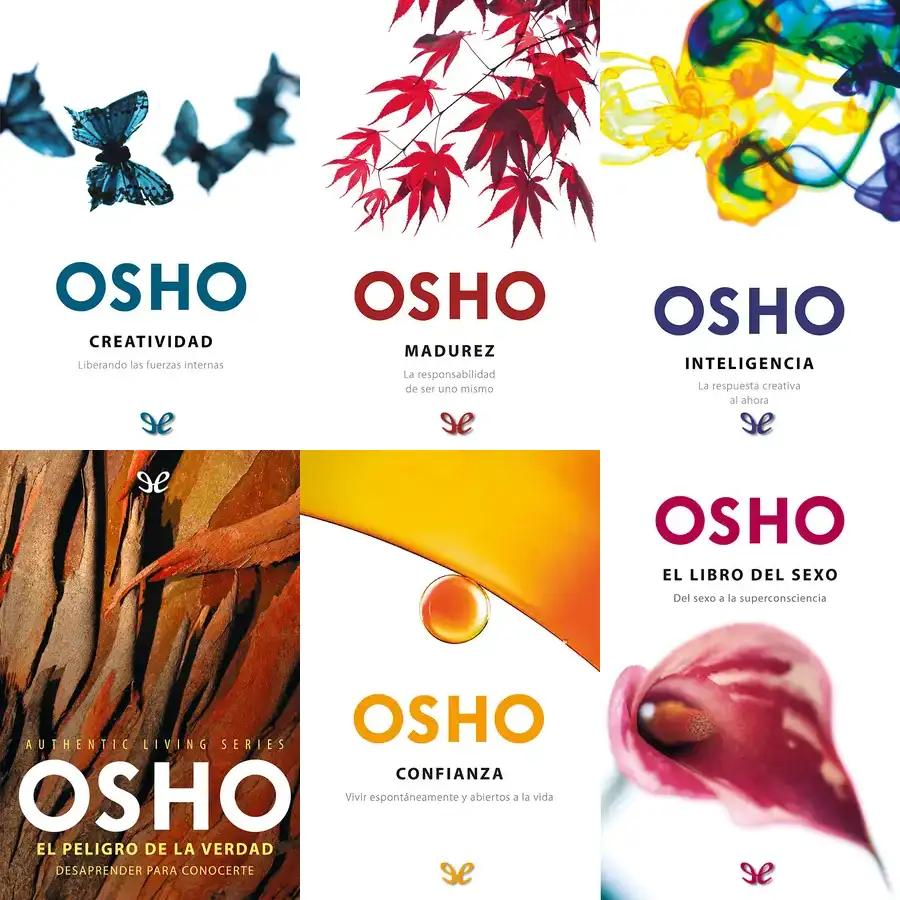 OSHO
CREATIVIDAD
Liberando las fuerzas internas
OSHO
MADUREZ
La responsabilidad
de ser uno mismo
OSHO
INTELIGENCIA
La respuesta creativa
al ahora
AUTHENTIC LIVING SERIES
OSHO
EL PELIGRO DE LA VERDAD
DESAPRENDER PARA CONOCERTE
OSHO
CONFIANZA
Vivir espontáneamente y abiertos a la vida
OSHO
EL LIBRO DEL SEXO
Del sexo a la superconsciencia